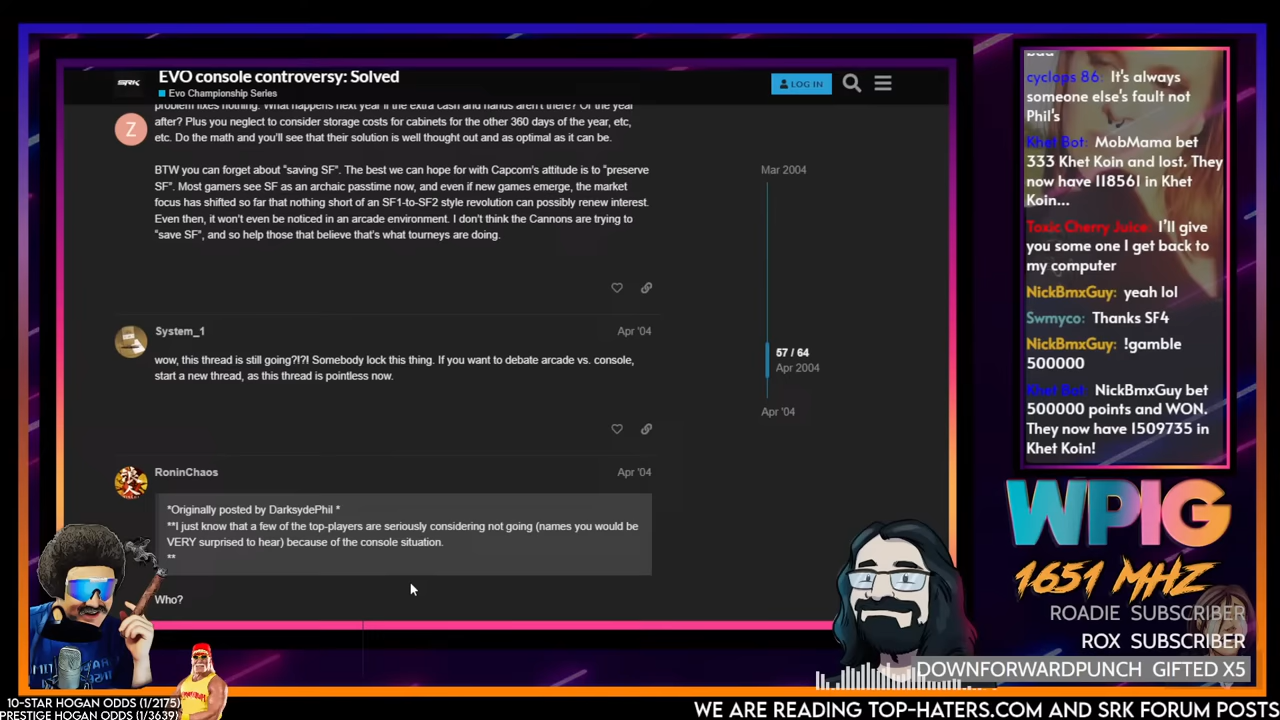 SRK
EVO console controversy: Solved
Evo Championship Series
LOG IN
problem fixes nothing. What happens next year if the extra cash and hands aren't there? Or the year
after? Plus you neglect to consider storage costs for cabinets for the other 360 days of the year, etc,
etc. Do the math and you'll see that their solution is well thought out and as optimal as it can be.
Z
BTW you can forget about "saving SF". The best we can hope for with Capcom's attitude is to "preserve
SF". Most gamers see SF as an archaic passtime now, and even if new games emerge, the market
focus has shifted so far that nothing short of an SF1-to-SF2 style revolution can possibly renew interest.
Even then, it won't even be noticed in an arcade environment. I don't think the Cannons are trying to
"save SF", and so help those that believe that's what tourneys are doing.
System_1
Apr '04
wow, this thread is still going?!?! Somebody lock this thing. If you want to debate arcade vs. console,
start a new thread, as this thread is pointless now.
RoninChaos
Apr '04
*Originally posted by DarksydePhil *
**I just know that a few of the top-players are seriously considering not going (names you would be
VERY surprised to hear) because of the console situation.
**
Who?
Mar 2004
57 / 64
Apr 2004
Apr '04
cyclops 86: It's always
someone else's fault not
Phil's
Khet Bot: MobMama bet
333 Khet Koin and lost. They
now have 118561 in Khet
Koin...
Toxic Cherry Juice: I'll give
you some one I get back to
my computer
NickBmxGuy: yeah lol
Swmyco: Thanks SF4
NickBmxGuy: !gamble
500000
Khet Bot: NickBmxGuy bet
500000 points and WON.
They now have 1509735 in
Khet Koin!
WPIG
1651 MHZ
ROADIE SUBSCRIBER
ROX SUBSCRIBER
DOWNFORWARDPUNCH GIFTED X5
10-STAR HOGAN ODDS (1/2175)
PRESTIGE HOGAN ODDS (1/3639)
WE ARE READING TOP-HATERS.COM AND SRK FORUM POSTS